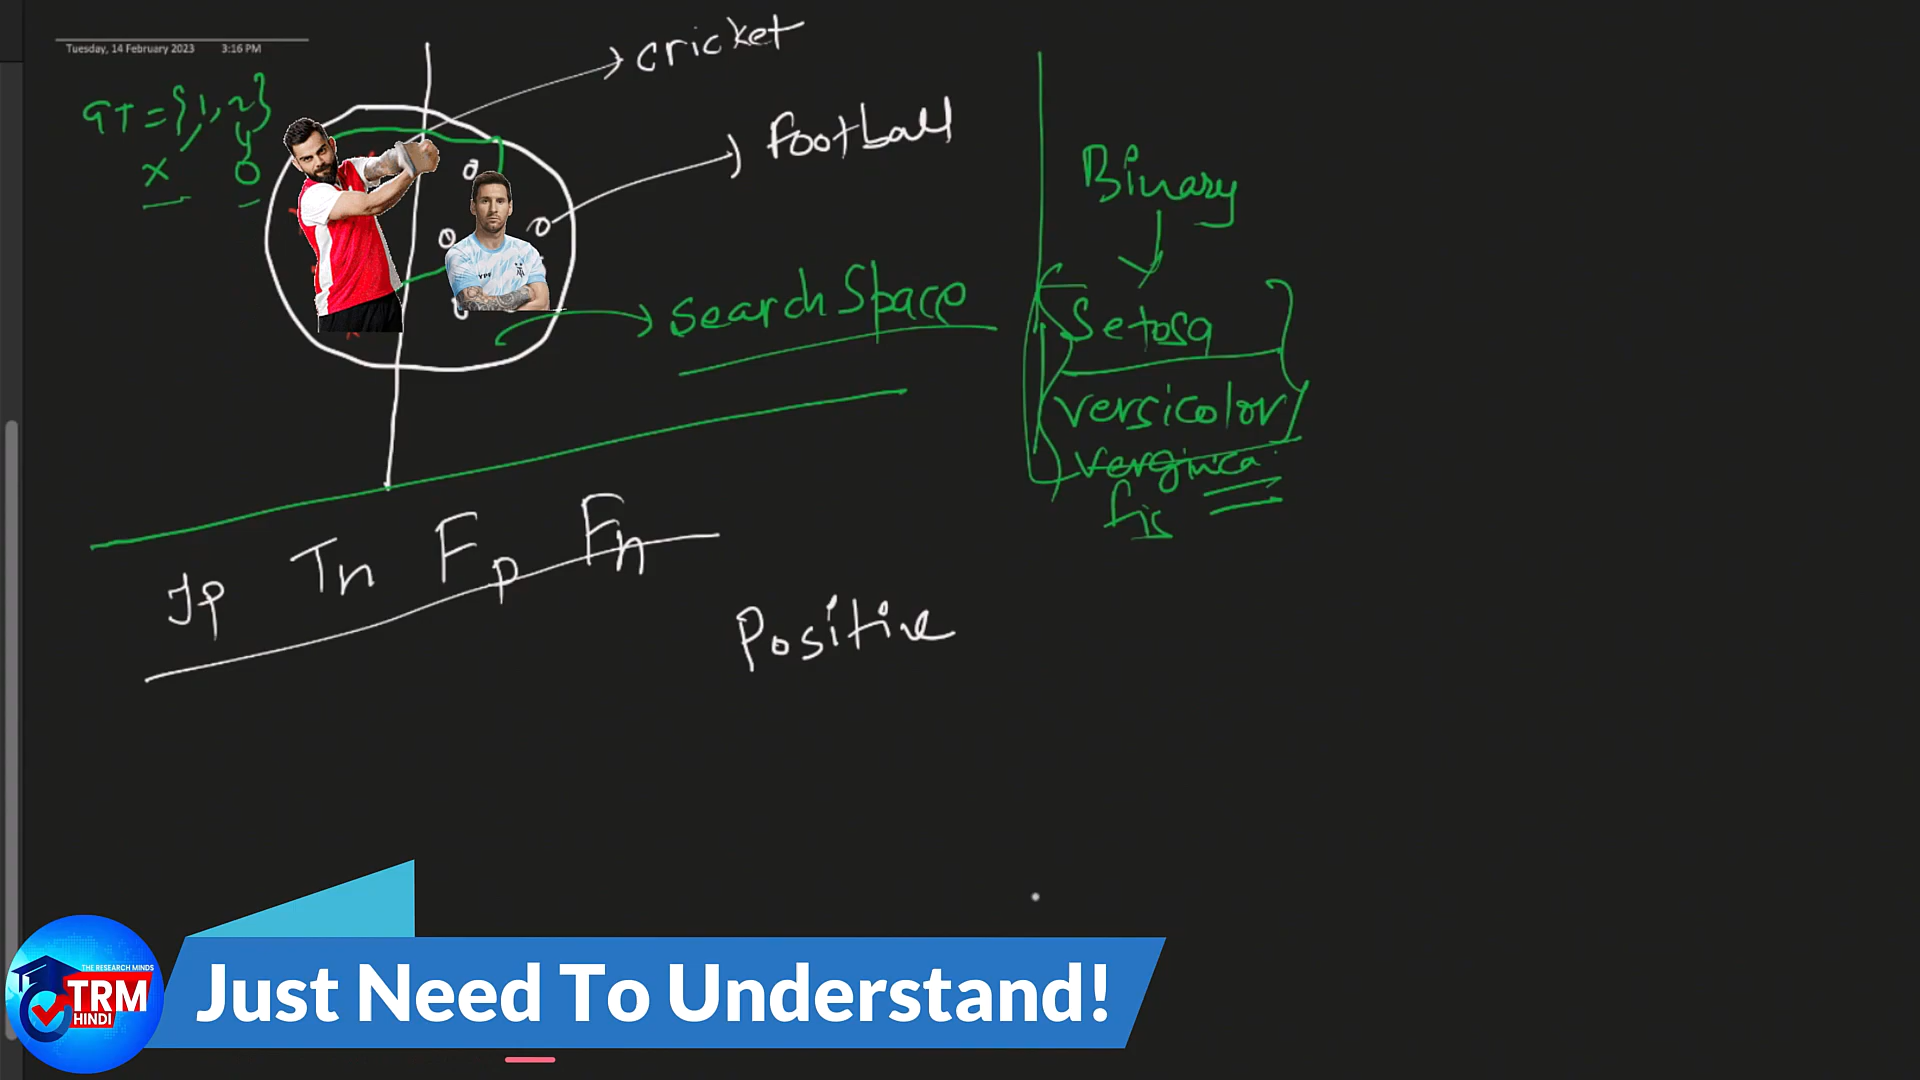 Tuesday, 14 February 2023 3:16 PM
cricket
GT = {1, 2}
x O
Football
Search Space
Binary
Setosa
versicolor
verginica
fis
Tp Tn Fp Fn
Positive
THE RESEARCH MINDS
TRM
HINDI
Just Need To Understand!